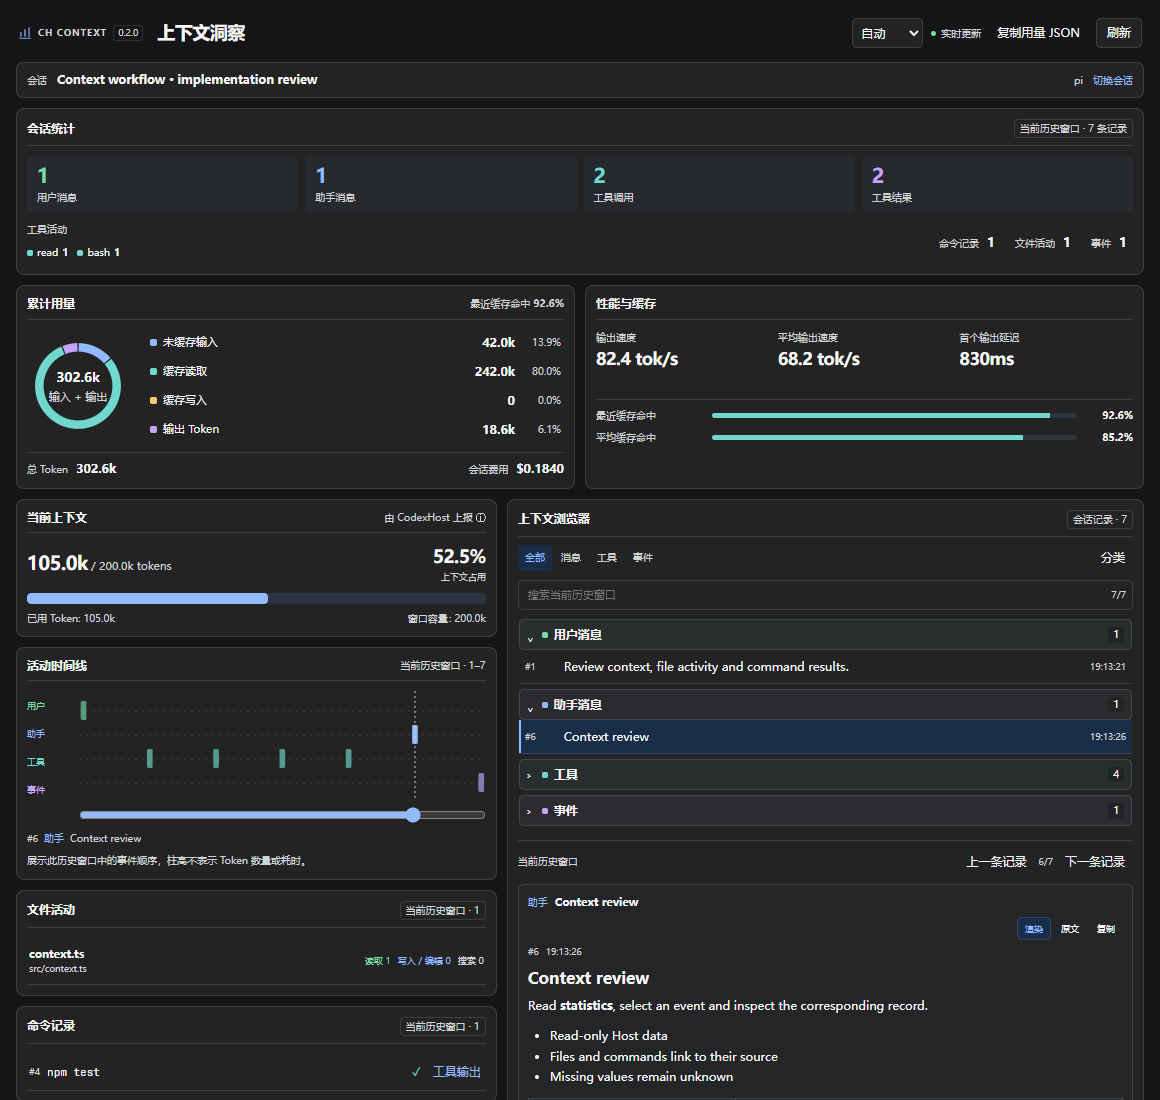 CH CONTEXT 0.2.0 上下文洞察
自动 实时更新 复制用量 JSON 刷新
会话 Context workflow • implementation review
pi 切换会话
会话统计
当前历史窗口 · 7 条记录
1
用户消息
1
助手消息
2
工具调用
2
工具结果
工具活动
read 1 bash 1
命令记录 1 文件活动 1 事件 1
累计用量
最近缓存命中 92.6%
302.6k
输入 + 输出
未缓存输入 42.0k 13.9%
缓存读取 242.0k 80.0%
缓存写入 0 0.0%
输出 Token 18.6k 6.1%
总 Token 302.6k
会话费用 $0.1840
性能与缓存
输出速度
82.4 tok/s
平均输出速度
68.2 tok/s
首个输出延迟
830ms
最近缓存命中 92.6%
平均缓存命中 85.2%
当前上下文
由 CodexHost 上报 ⓘ
105.0k / 200.0k tokens
52.5%
上下文占用
已用 Token: 105.0k
窗口容量: 200.0k
活动时间线
当前历史窗口 · 1–7
用户
助手
工具
事件
#6 助手 Context review
展示此历史窗口中的事件顺序，柱高不表示 Token 数量或耗时。
文件活动
当前历史窗口 · 1
context.ts
src/context.ts
读取 1 写入 / 编辑 0 搜索 0
命令记录
当前历史窗口 · 1
#4 npm test
✓ 工具输出
上下文浏览器
会话记录 · 7
全部 消息 工具 事件
分类
搜索当前历史窗口
7/7
用户消息 1
#1 Review context, file activity and command results. 19:13:21
助手消息 1
#6 Context review 19:13:26
工具 4
事件 1
当前历史窗口
上一条记录 6/7 下一条记录
助手 Context review
渲染 原文 复制
#6 19:13:26
Context review
Read statistics, select an event and inspect the corresponding record.
• Read-only Host data
• Files and commands link to their source
• Missing values remain unknown